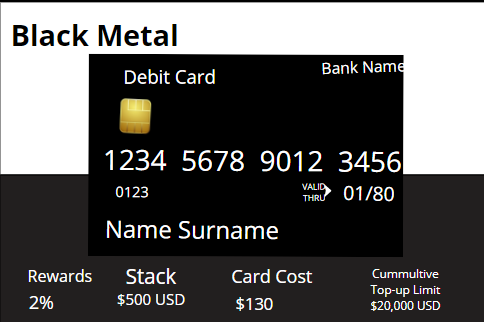 Black Metal
Debit Card
Bank Name
1234 5678 9012 3456
0123
VALID
THRU
01/80
Name Surname
Rewards
2%
Stack
$500 USD
Card Cost
$130
Cummultive
Top-up Limit
$20,000 USD